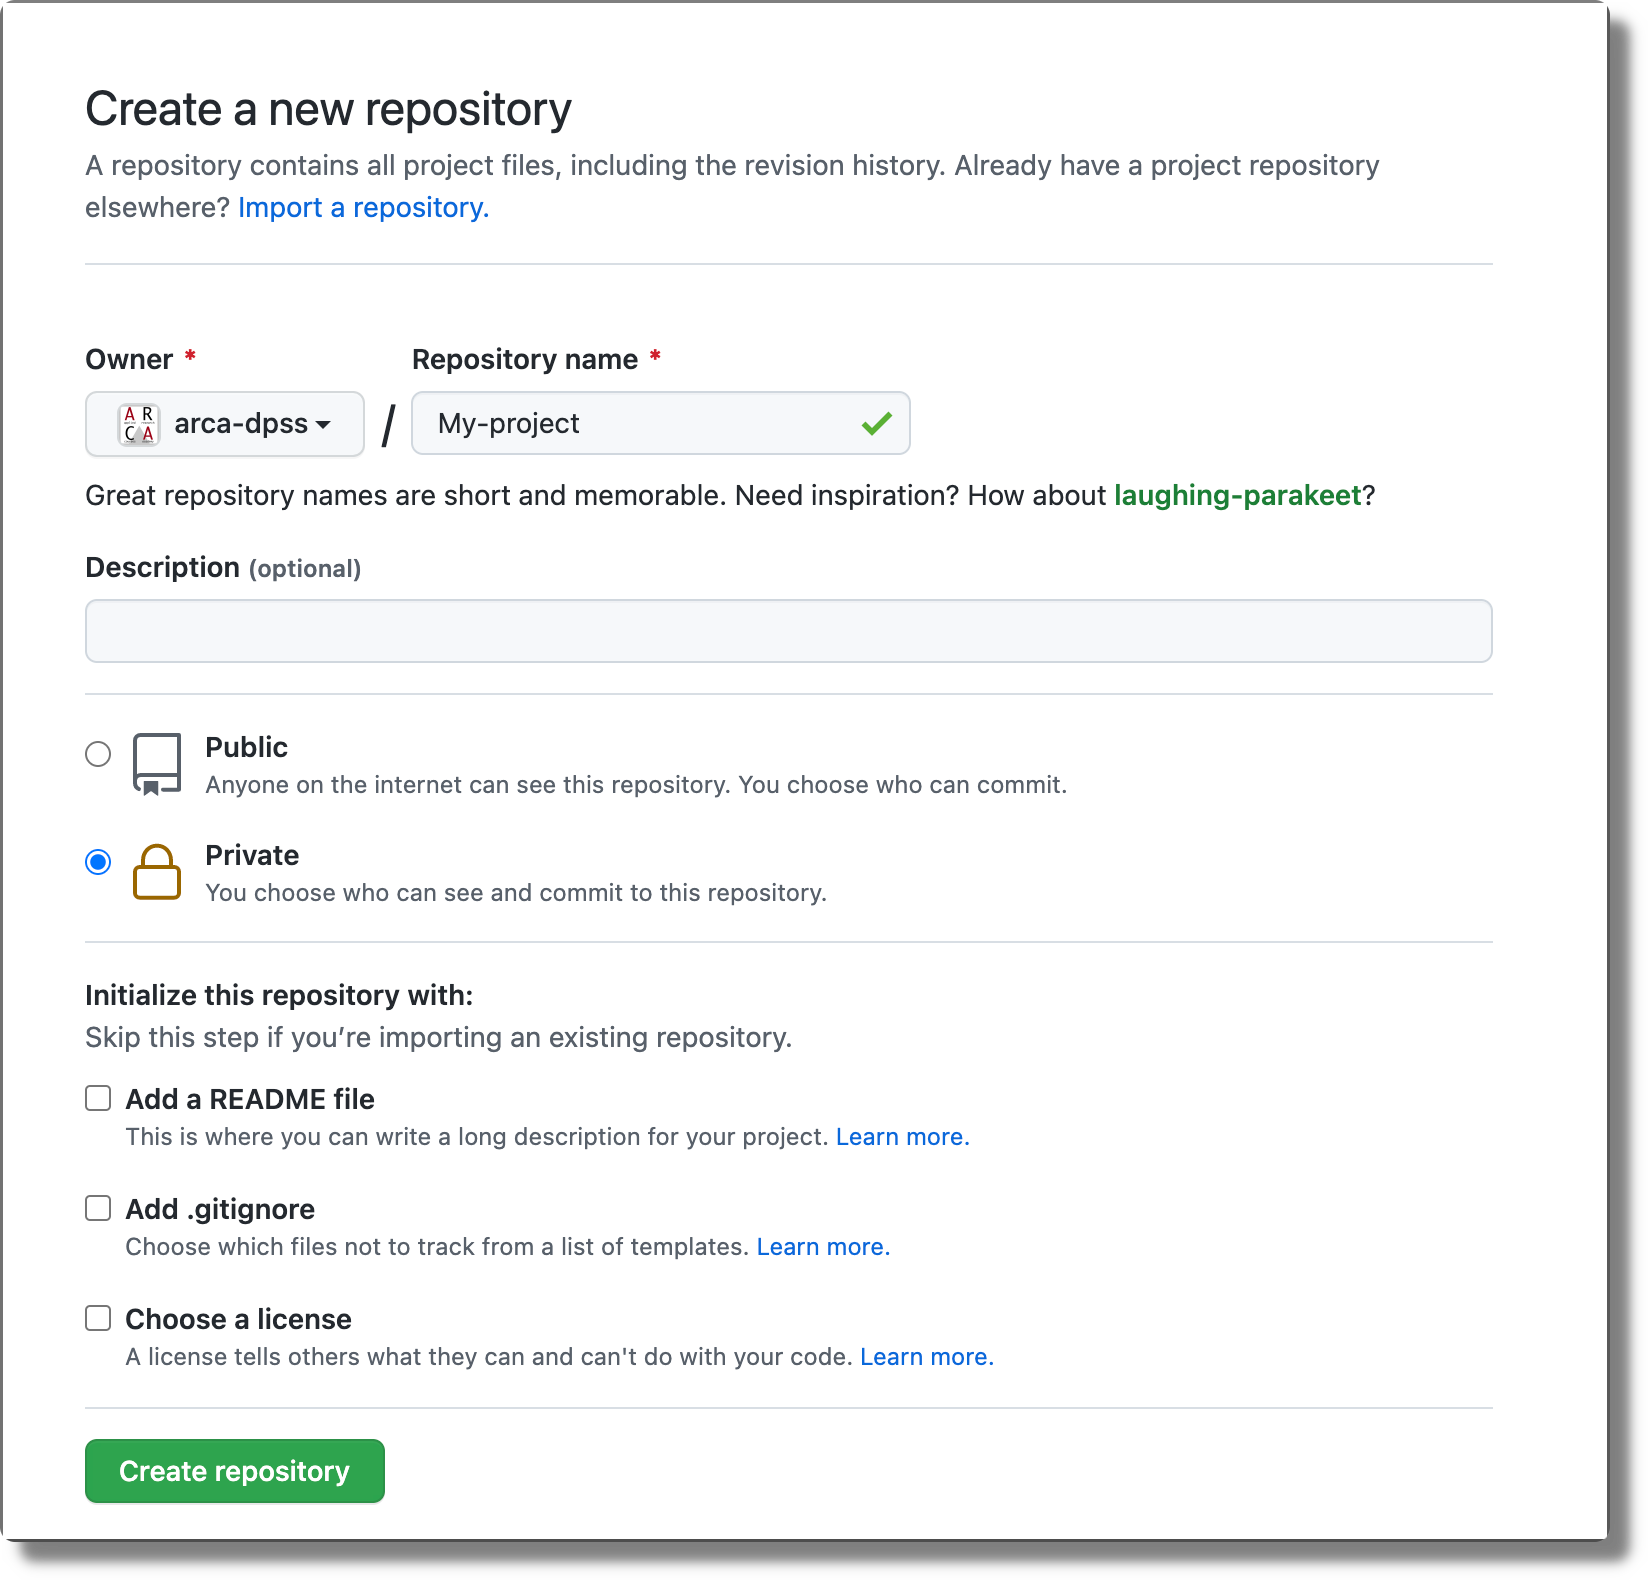 Create a new repository
A repository contains all project files, including the revision history. Already have a project repository
elsewhere? Import a repository.
Owner * Repository name *
A R C A arca-dpss / My-project
Great repository names are short and memorable. Need inspiration? How about laughing-parakeet?
Description (optional)
Public
Anyone on the internet can see this repository. You choose who can commit.
Private
You choose who can see and commit to this repository.
Initialize this repository with:
Skip this step if you’re importing an existing repository.
Add a README file
This is where you can write a long description for your project. Learn more.
Add .gitignore
Choose which files not to track from a list of templates. Learn more.
Choose a license
A license tells others what they can and can't do with your code. Learn more.
Create repository